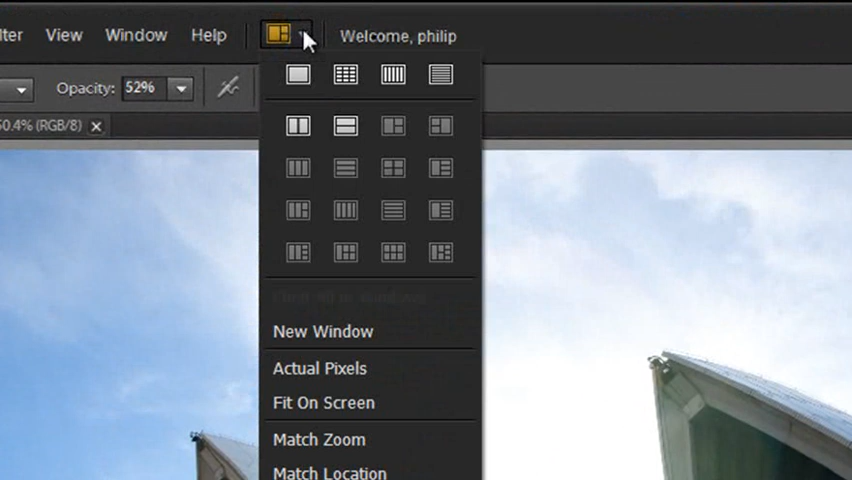 lter View Window Help Welcome, philip
Opacity: 52%
50.4% (RGB/8)
New Window
Actual Pixels
Fit On Screen
Match Zoom
Match Location